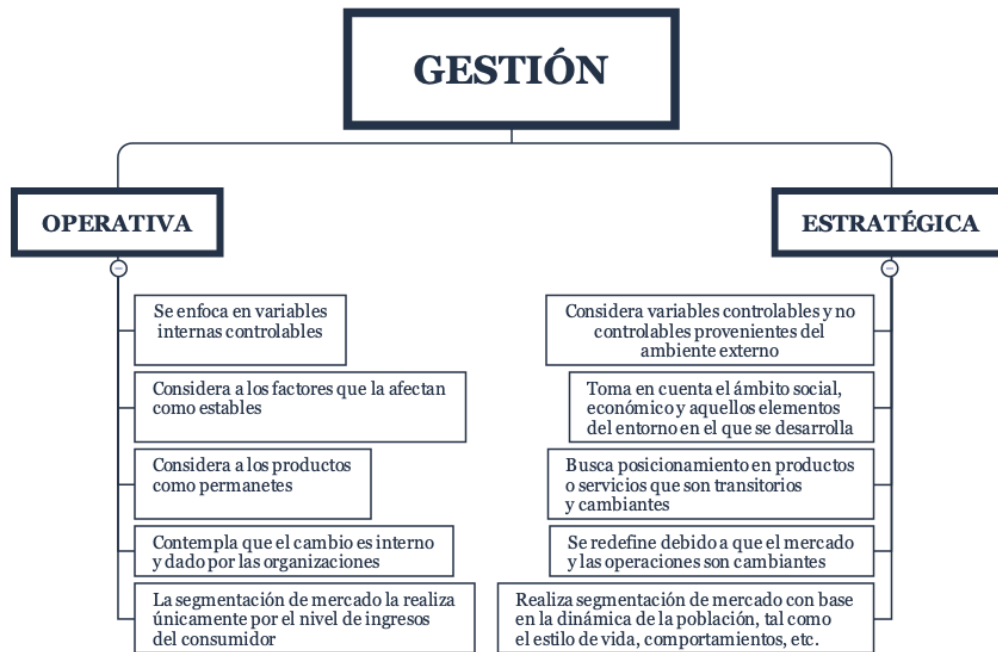 GESTIÓN
OPERATIVA
Se enfoca en variables
internas controlables
Considera a los factores que la afectan
como estables
Considera a los productos
como permanetes
Contempla que el cambio es interno
y dado por las organizaciones
La segmentación de mercado la realiza
únicamente por el nivel de ingresos
del consumidor
ESTRATÉGICA
Considera variables controlables y no
controlables provenientes del
ambiente externo
Toma en cuenta el ámbito social,
económico y aquellos elementos
del entorno en el que se desarrolla
Busca posicionamiento en productos
o servicios que son transitorios
y cambiantes
Se redefine debido a que el mercado
y las operaciones son cambiantes
Realiza segmentación de mercado con base
en la dinámica de la población, tal como
el estilo de vida, comportamientos, etc.